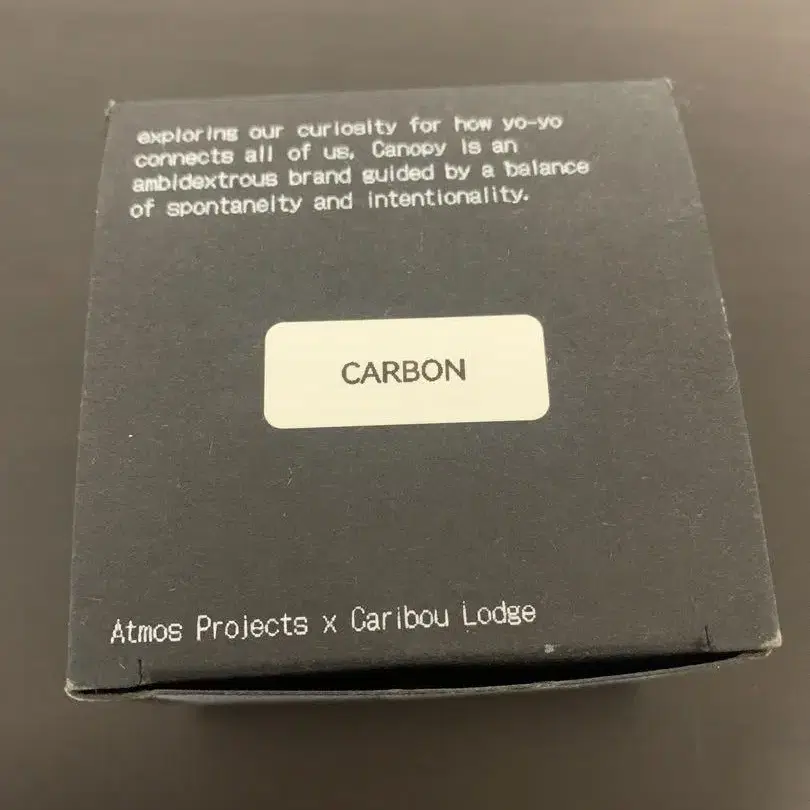 exploring our curiosity for how yo-yo
connects all of us. Canopy is an
ambidextrous brand guided by a balance
of spontaneity and intentionality.
CARBON
Atmos Projects x Caribou Lodge